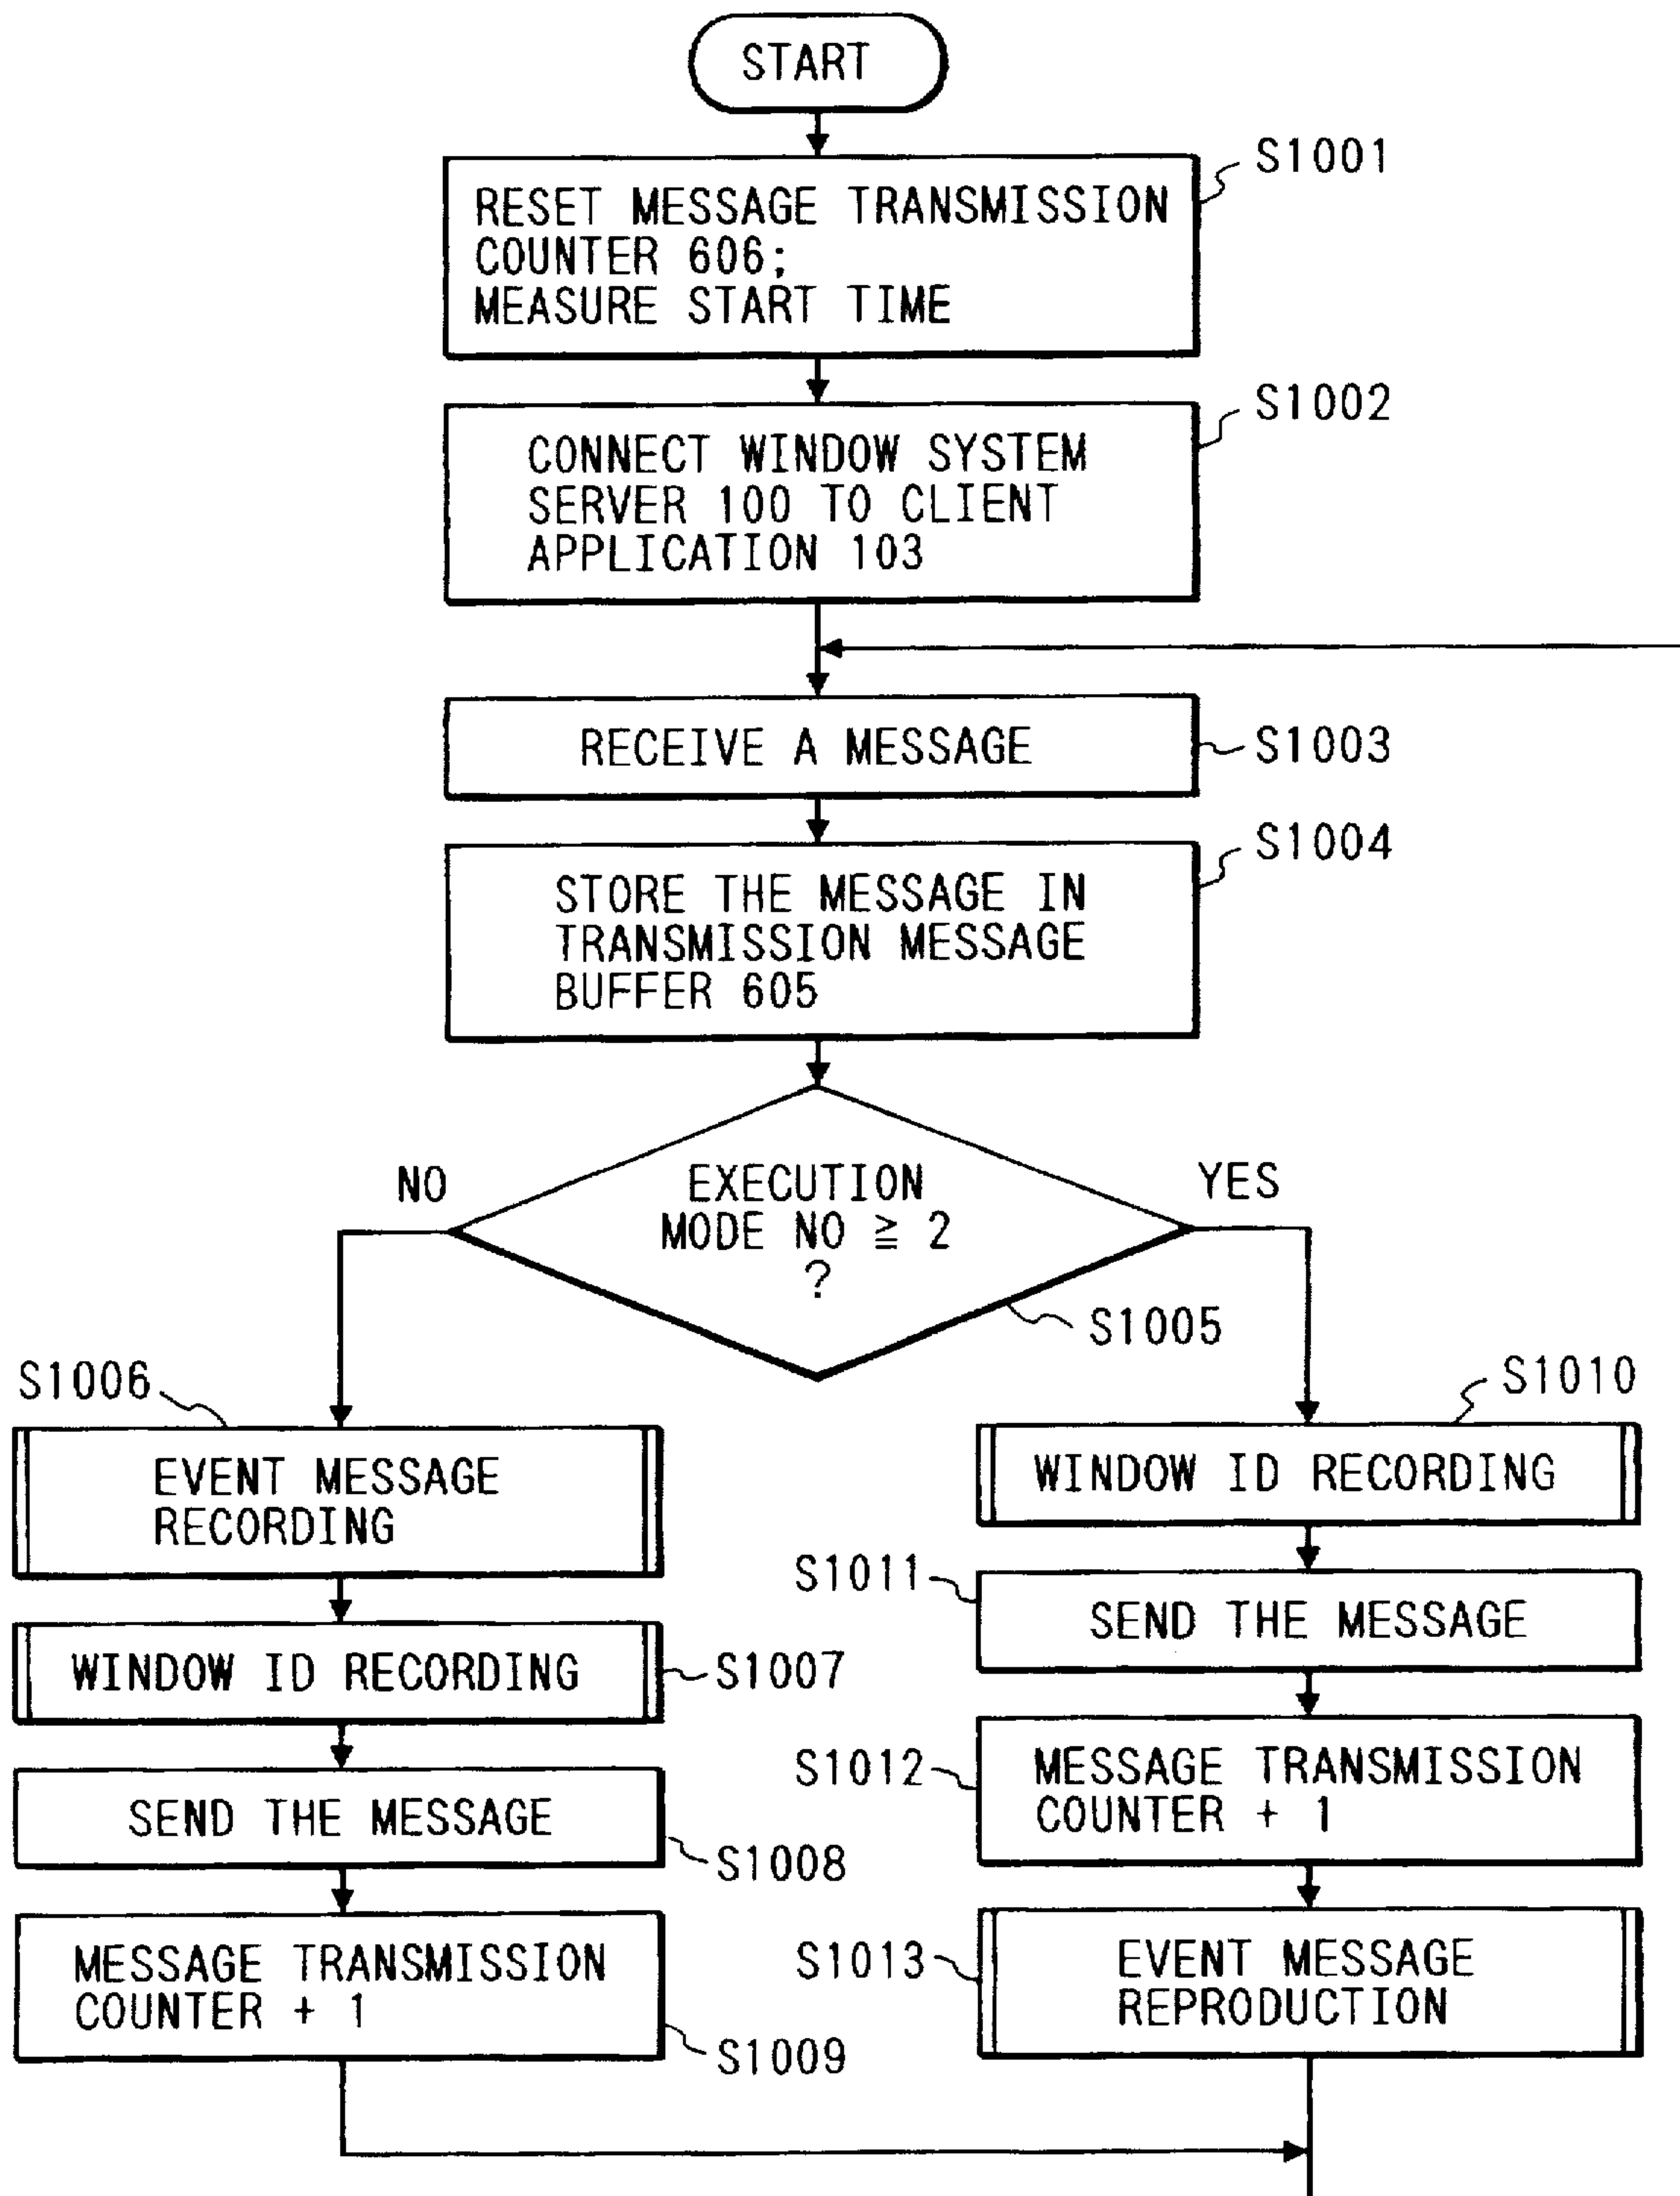 START
S1001
RESET MESSAGE TRANSMISSION
COUNTER 606;
MEASURE START TIME
S1002
CONNECT WINDOW SYSTEM
SERVER 100 TO CLIENT
APPLICATION 103
RECEIVE A MESSAGE
S1003
S1004
STORE THE MESSAGE IN
TRANSMISSION MESSAGE
BUFFER 605
NO
EXECUTION
MODE NO ≧ 2
?
YES
S1005
S1006
EVENT MESSAGE
RECORDING
WINDOW ID RECORDING
S1007
SEND THE MESSAGE
S1008
MESSAGE TRANSMISSION
COUNTER + 1
S1009
S1010
WINDOW ID RECORDING
S1011
SEND THE MESSAGE
S1012
MESSAGE TRANSMISSION
COUNTER + 1
S1013
EVENT MESSAGE
REPRODUCTION